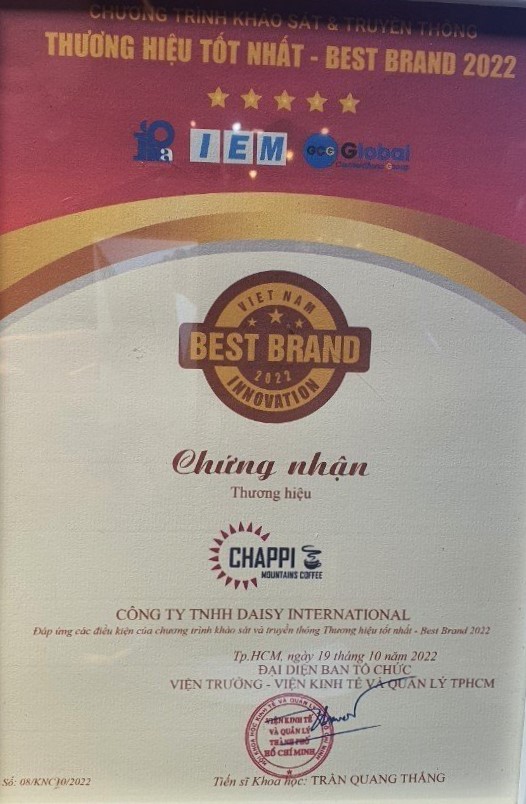 CHƯƠNG TRÌNH KHẢO SÁT & TRUYỀN THÔNG
THƯƠNG HIỆU TỐT NHẤT - BEST BRAND 2022
IEM
GCG Global
VIET NAM
BEST BRAND
2022
INNOVATION
Chứng nhận
Thương hiệu
CHAPPI
MOUNTAINS COFFEE
CÔNG TY TNHH DAISY INTERNATIONAL
Đáp ứng các điều kiện của chương trình khảo sát và truyền thông Thương hiệu tốt nhất - Best Brand 2022
Tp.HCM, ngày 19 tháng 10 năm 2022
ĐẠI DIỆN BAN TỔ CHỨC
VIỆN TRƯỞNG - VIỆN KINH TẾ VÀ QUẢN LÝ TPHCM
VIỆN KINH TẾ
VÀ QUẢN LÝ
THÀNH PHỐ
HỒ CHÍ MINH
Số: 08/KNC10/2022
Tiến sĩ Khoa học: TRẦN QUANG THẮNG